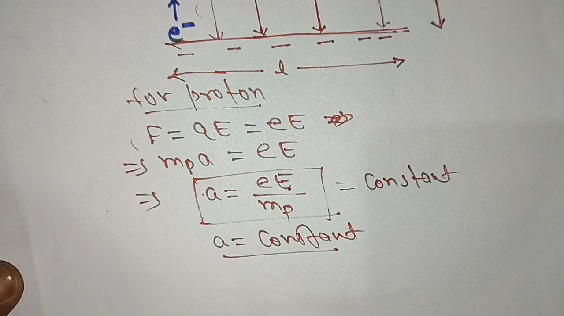 e-
l
for proton
F = QE = eE ⇒
⇒ mpa = eE
⇒ a = eE/mp = constant
a = constant